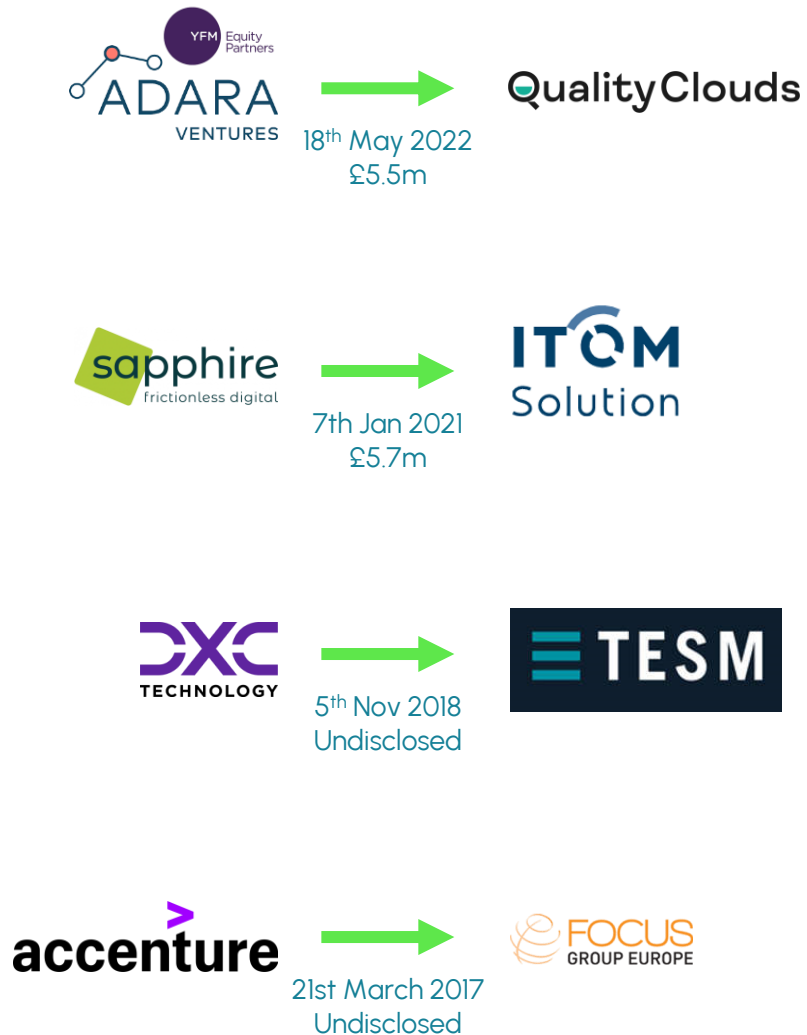 YFM Equity
Partners
ADARA
VENTURES
QualityClouds
18th May 2022
£5.5m
sapphire
frictionless digital
ITOM
Solution
7th Jan 2021
£5.7m
DXC
TECHNOLOGY
TESM
5th Nov 2018
Undisclosed
accenture
FOCUS
GROUP EUROPE
21st March 2017
Undisclosed